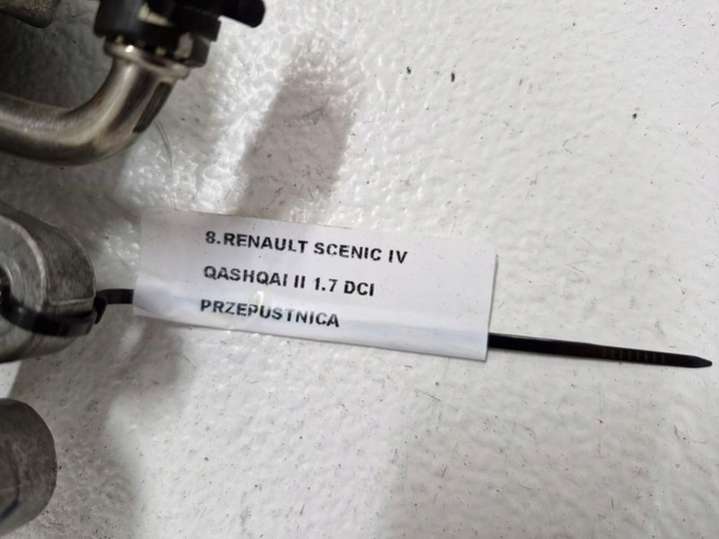 8.RENAULT SCENIC IV
QASHQAI II 1.7 DCI
PRZEPUSTNICA